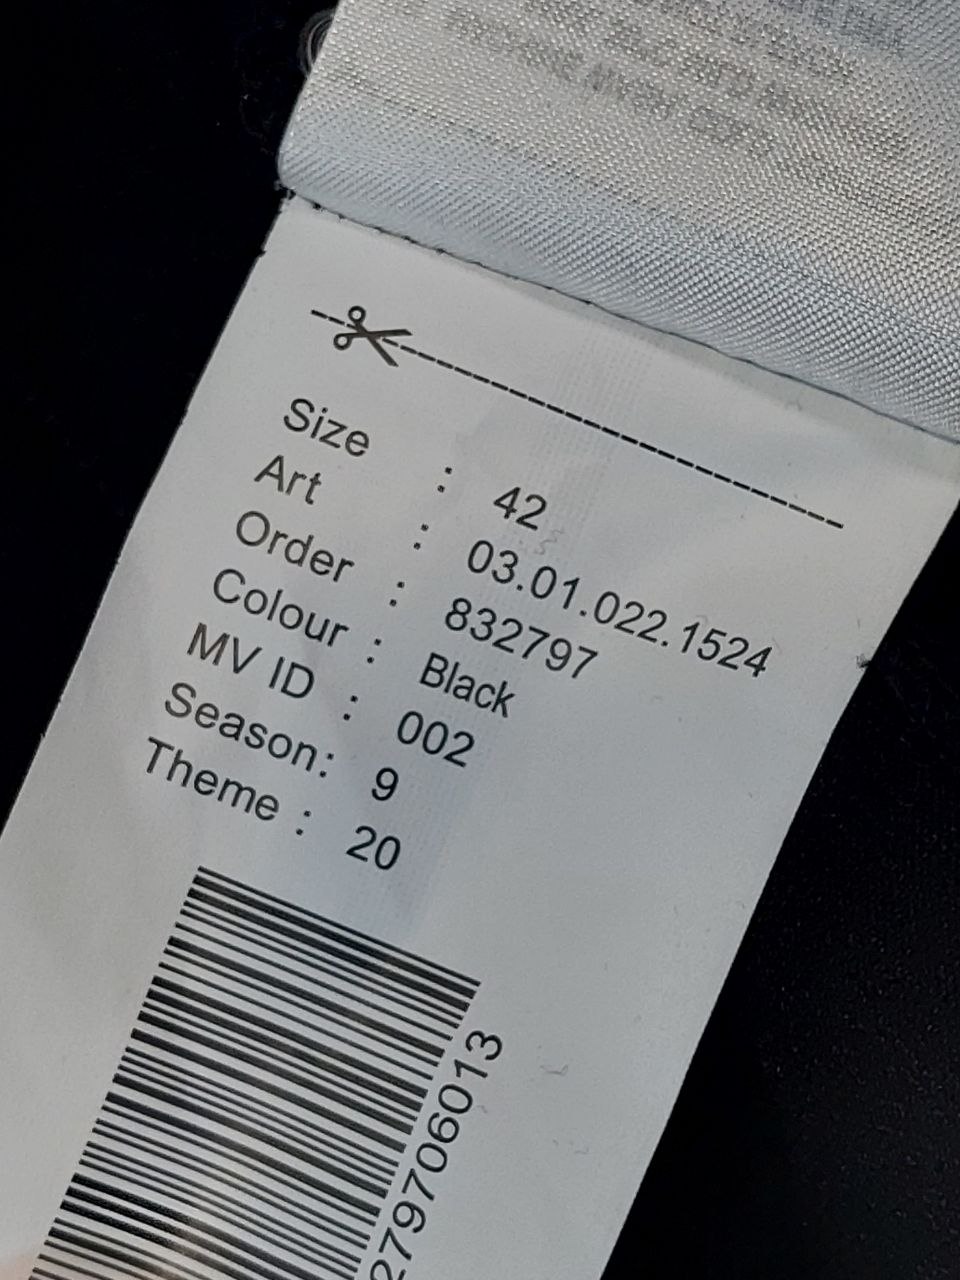 Size : 42
Art : 03.01.022.1524
Order : 832797
Colour : Black
MV ID : 002
Season: 9
Theme : 20
279706013